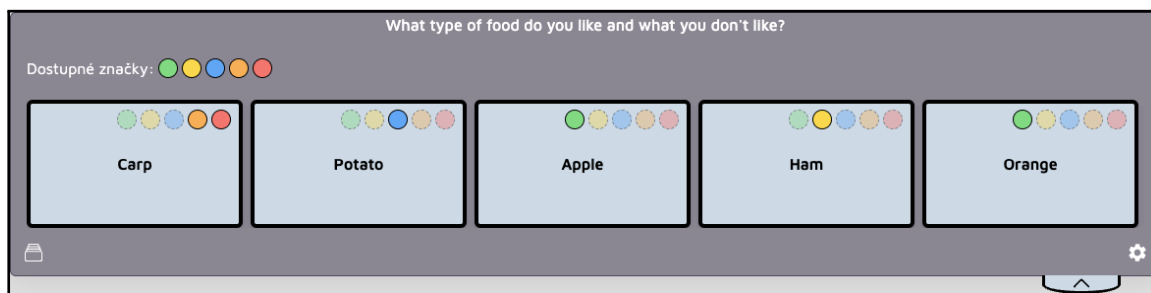 What type of food do you like and what you don't like?
Dostupné značky:
Carp
Potato
Apple
Ham
Orange